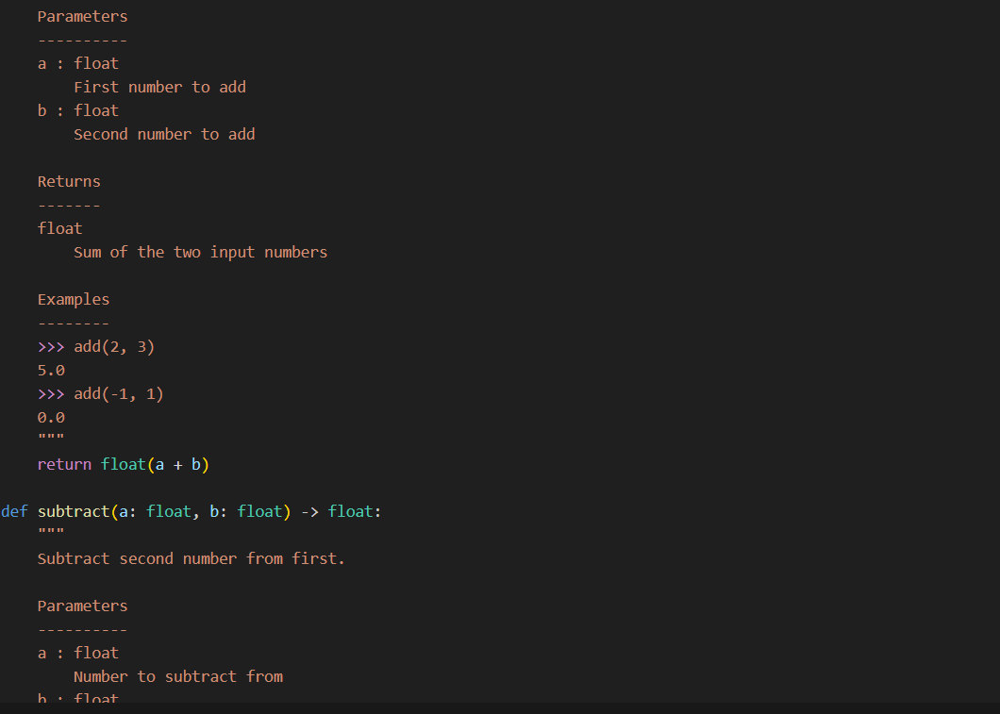 Parameters
    ----------
    a : float
        First number to add
    b : float
        Second number to add

    Returns
    -------
    float
        Sum of the two input numbers

    Examples
    --------
    >>> add(2, 3)
    5.0
    >>> add(-1, 1)
    0.0
    """
    return float(a + b)

def subtract(a: float, b: float) -> float:
    """
    Subtract second number from first.

    Parameters
    ----------
    a : float
        Number to subtract from
    b : float